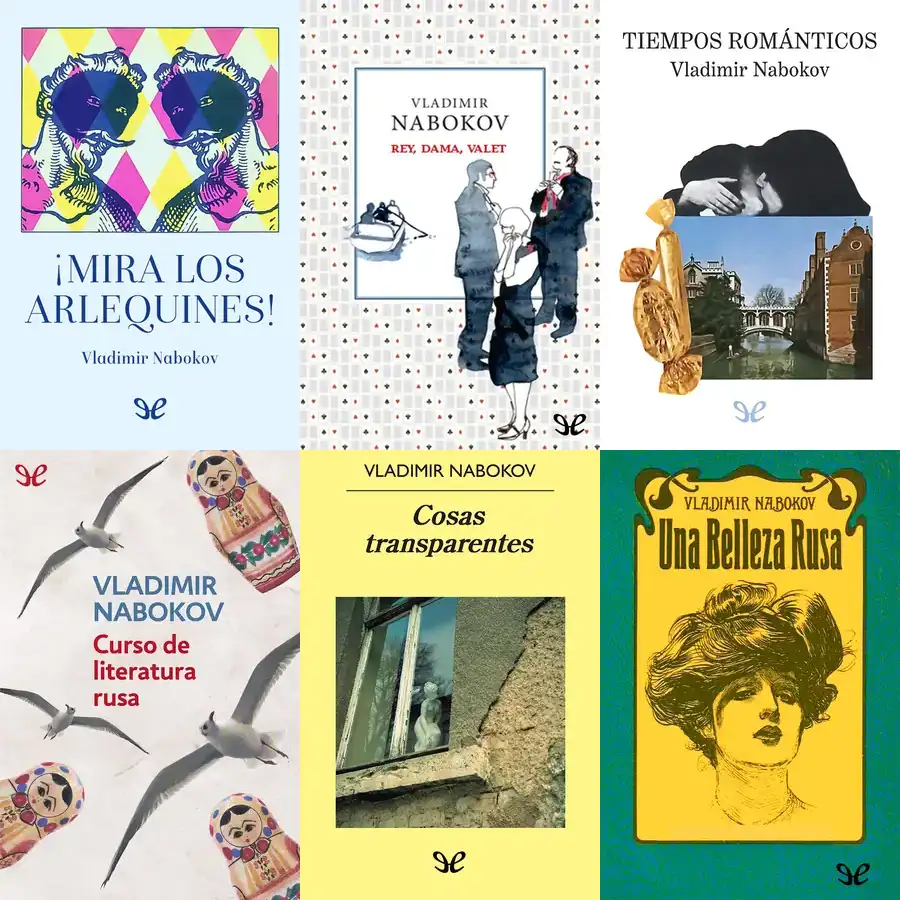 ¡MIRA LOS
ARLEQUINES!
Vladimir Nabokov
VLADIMIR
NABOKOV
REY, DAMA, VALET
TIEMPOS ROMÁNTICOS
Vladimir Nabokov
VLADIMIR
NABOKOV
Curso de
literatura
rusa
VLADIMIR NABOKOV
Cosas
transparentes
VLADIMIR NABOKOV
Una Belleza Rusa